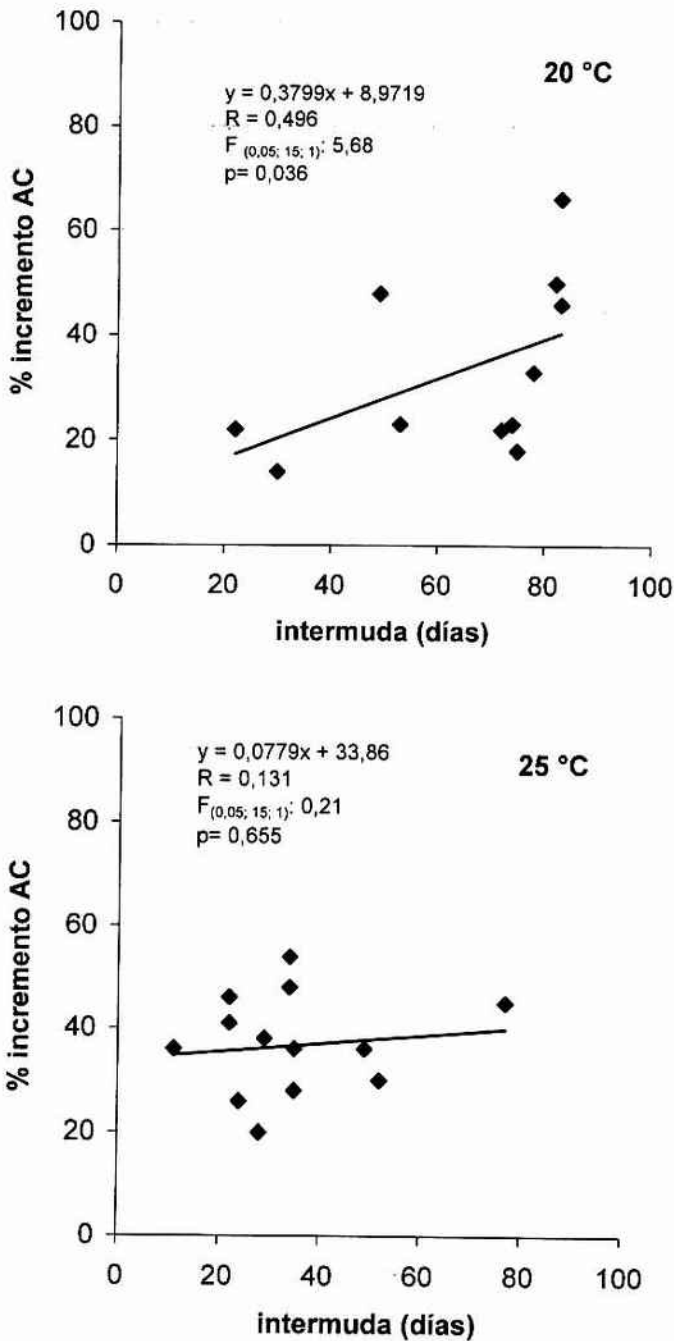 100
80
60
40
20
0
% incremento AC
20 °C
y = 0,3799x + 8,9719
R = 0,496
F (0,05; 15; 1): 5,68
p= 0,036
0 20 40 60 80 100
intermuda (días)
100
80
60
40
20
0
% incremento AC
25 °C
y = 0,0779x + 33,86
R = 0,131
F(0,05; 15; 1): 0,21
p= 0,655
0 20 40 60 80 100
intermuda (días)